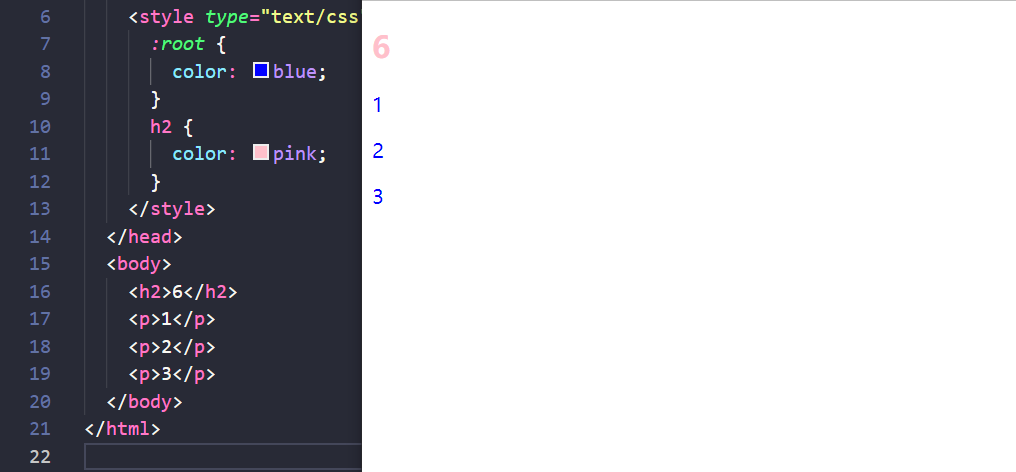 6 <style type="text/css'
7 :root {
8 color: blue;
9 }
10 h2 {
11 color: pink;
12 }
13 </style>
14 </head>
15 <body>
16 <h2>6</h2>
17 <p>1</p>
18 <p>2</p>
19 <p>3</p>
20 </body>
21 </html>
22
6
1
2
3